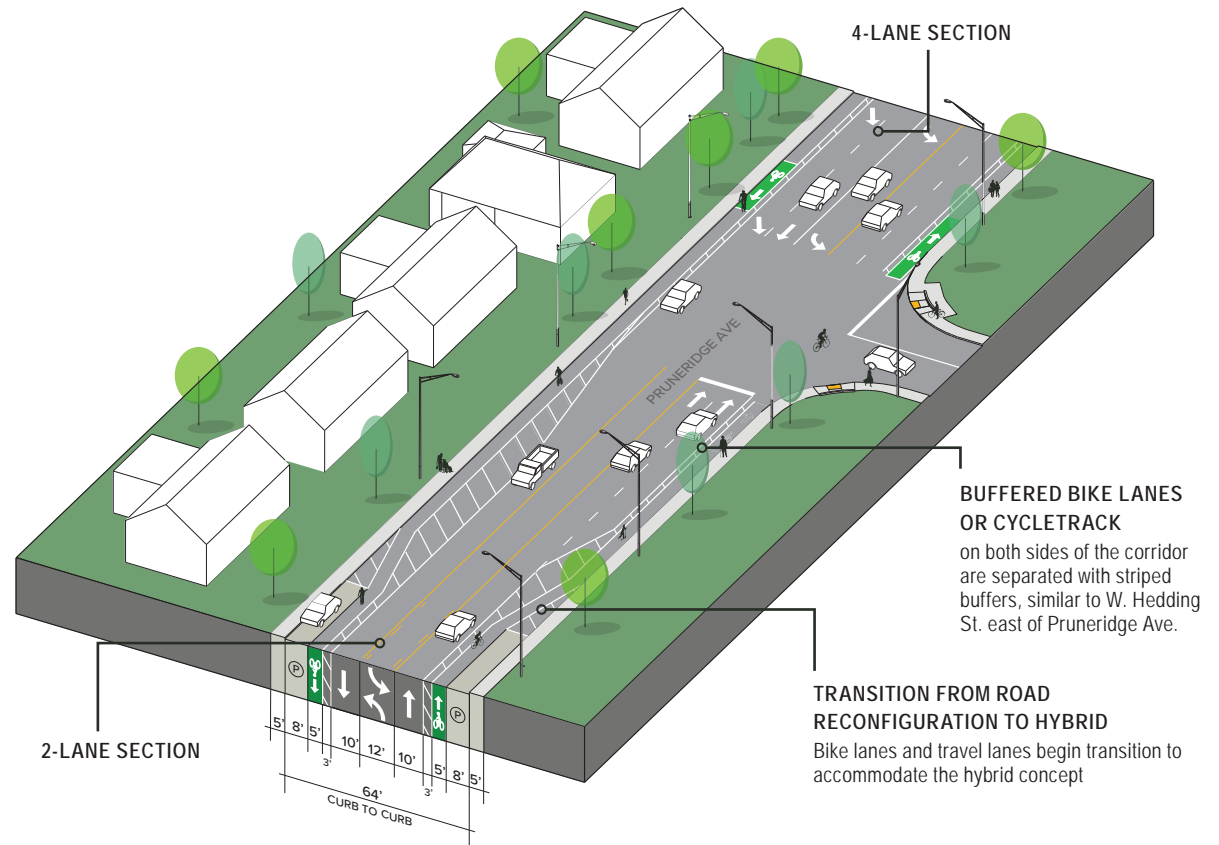 4-LANE SECTION
PRUNERIDGE AVE
BUFFERED BIKE LANES
OR CYCLETRACK
on both sides of the corridor
are separated with striped
buffers, similar to W. Hedding
St. east of Pruneridge Ave.
TRANSITION FROM ROAD
RECONFIGURATION TO HYBRID
Bike lanes and travel lanes begin transition to
accommodate the hybrid concept
2-LANE SECTION
P P
5' 8' 5' 3' 10' 12' 10' 3' 5' 8' 5'
64'
CURB TO CURB